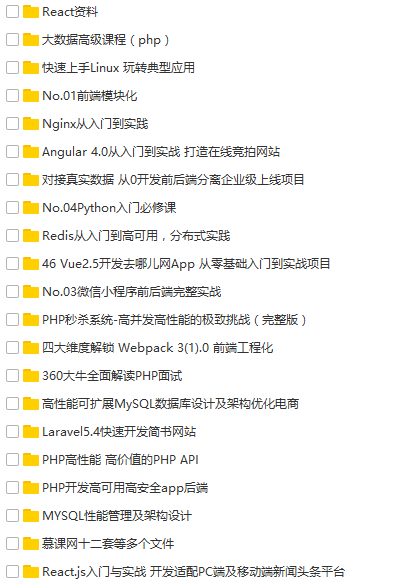 React资料
大数据高级课程（php）
快速上手Linux 玩转典型应用
No.01前端模块化
Nginx从入门到实践
Angular 4.0从入门到实战 打造在线竞拍网站
对接真实数据 从0开发前后端分离企业级上线项目
No.04Python入门必修课
Redis从入门到高可用，分布式实践
46 Vue2.5开发去哪儿网App 从零基础入门到实战项目
No.03微信小程序前后端完整实战
PHP秒杀系统-高并发高性能的极致挑战（完整版）
四大维度解锁 Webpack 3(1).0 前端工程化
360大牛全面解读PHP面试
高性能可扩展MySQL数据库设计及架构优化电商
Laravel5.4快速开发简书网站
PHP高性能 高价值的PHP API
PHP开发高可用高安全app后端
MYSQL性能管理及架构设计
慕课网十二套等多个文件
React.js入门与实战 开发适配PC端及移动端新闻头条平台